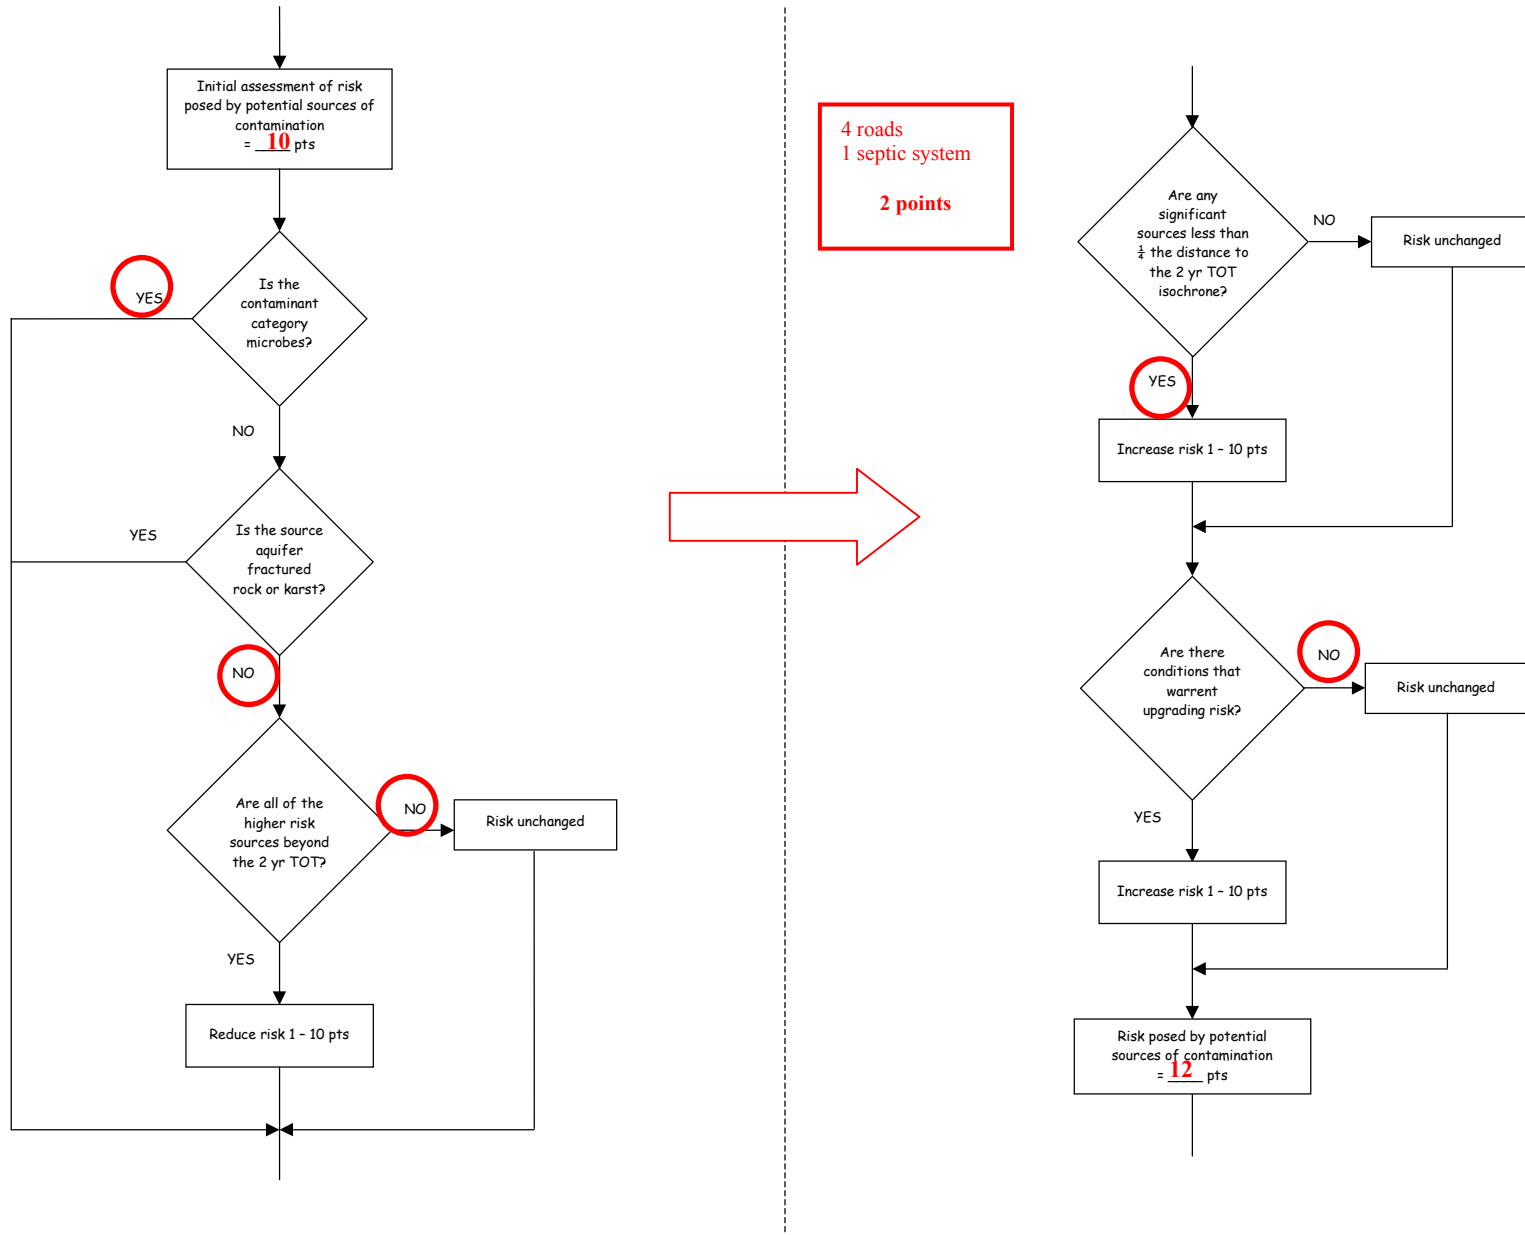 Initial assessment of risk
posed by potential sources of
contamination
= 10 pts
Is the
contaminant
category
microbes?
YES
NO
Is the source
aquifer
fractured
rock or karst?
YES
NO
Are all of the
higher risk
sources beyond
the 2 yr TOT?
NO
Risk unchanged
YES
Reduce risk 1 - 10 pts
4 roads
1 septic system
2 points
Are any
significant
sources less than
¼ the distance to
the 2 yr TOT
isochrone?
NO
Risk unchanged
YES
Increase risk 1 - 10 pts
Are there
conditions that
warrent
upgrading risk?
NO
Risk unchanged
YES
Increase risk 1 - 10 pts
Risk posed by potential
sources of contamination
= 12 pts